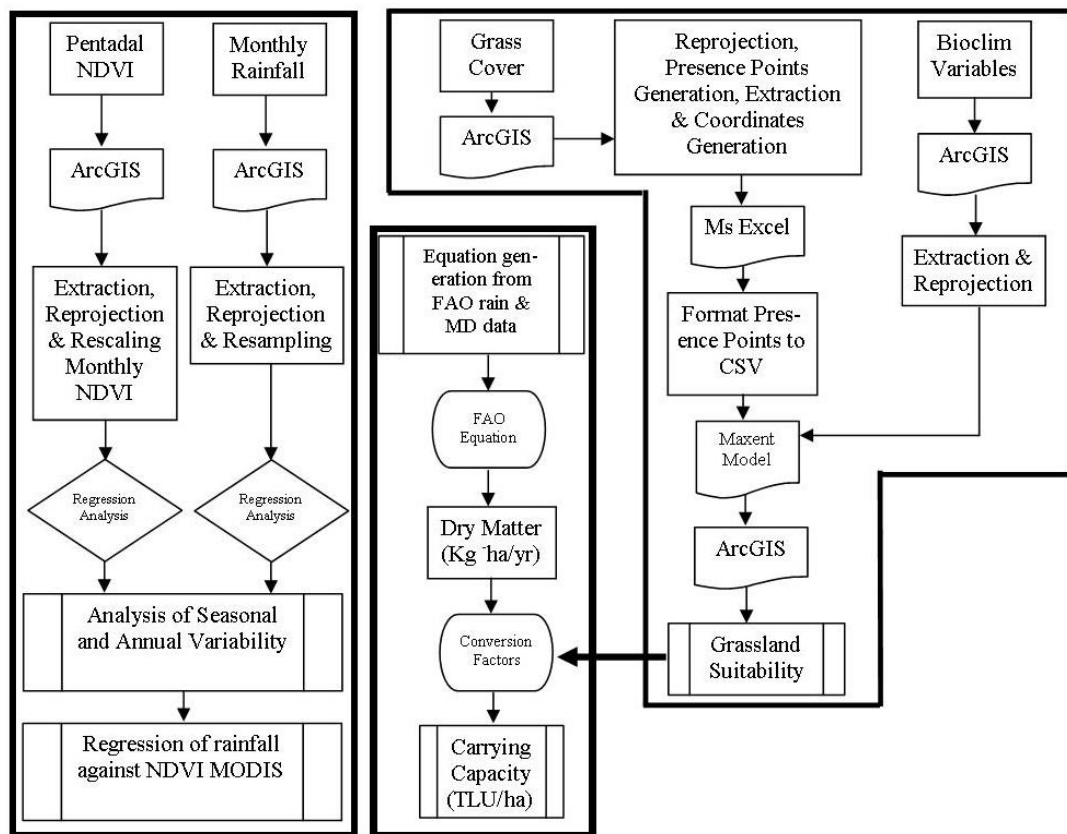 Pentadal
NDVI
Monthly
Rainfall
ArcGIS
ArcGIS
Extraction,
Reprojection
& Rescaling
Monthly
NDVI
Extraction,
Reprojection
& Resampling
Regression
Analysis
Regression
Analysis
Analysis of Seasonal
and Annual Variability
Regression of rainfall
against NDVI MODIS
Equation gen-
eration from
FAO rain &
MD data
FAO
Equation
Dry Matter
(Kg -ha/yr)
Conversion
Factors
Carrying
Capacity
(TLU/ha)
Grass
Cover
ArcGIS
Reprojection,
Presence Points
Generation, Extraction
& Coordinates
Generation
Ms Excel
Format Pres-
ence Points to
CSV
Maxent
Model
ArcGIS
Grassland
Suitability
Bioclim
Variables
ArcGIS
Extraction &
Reprojection